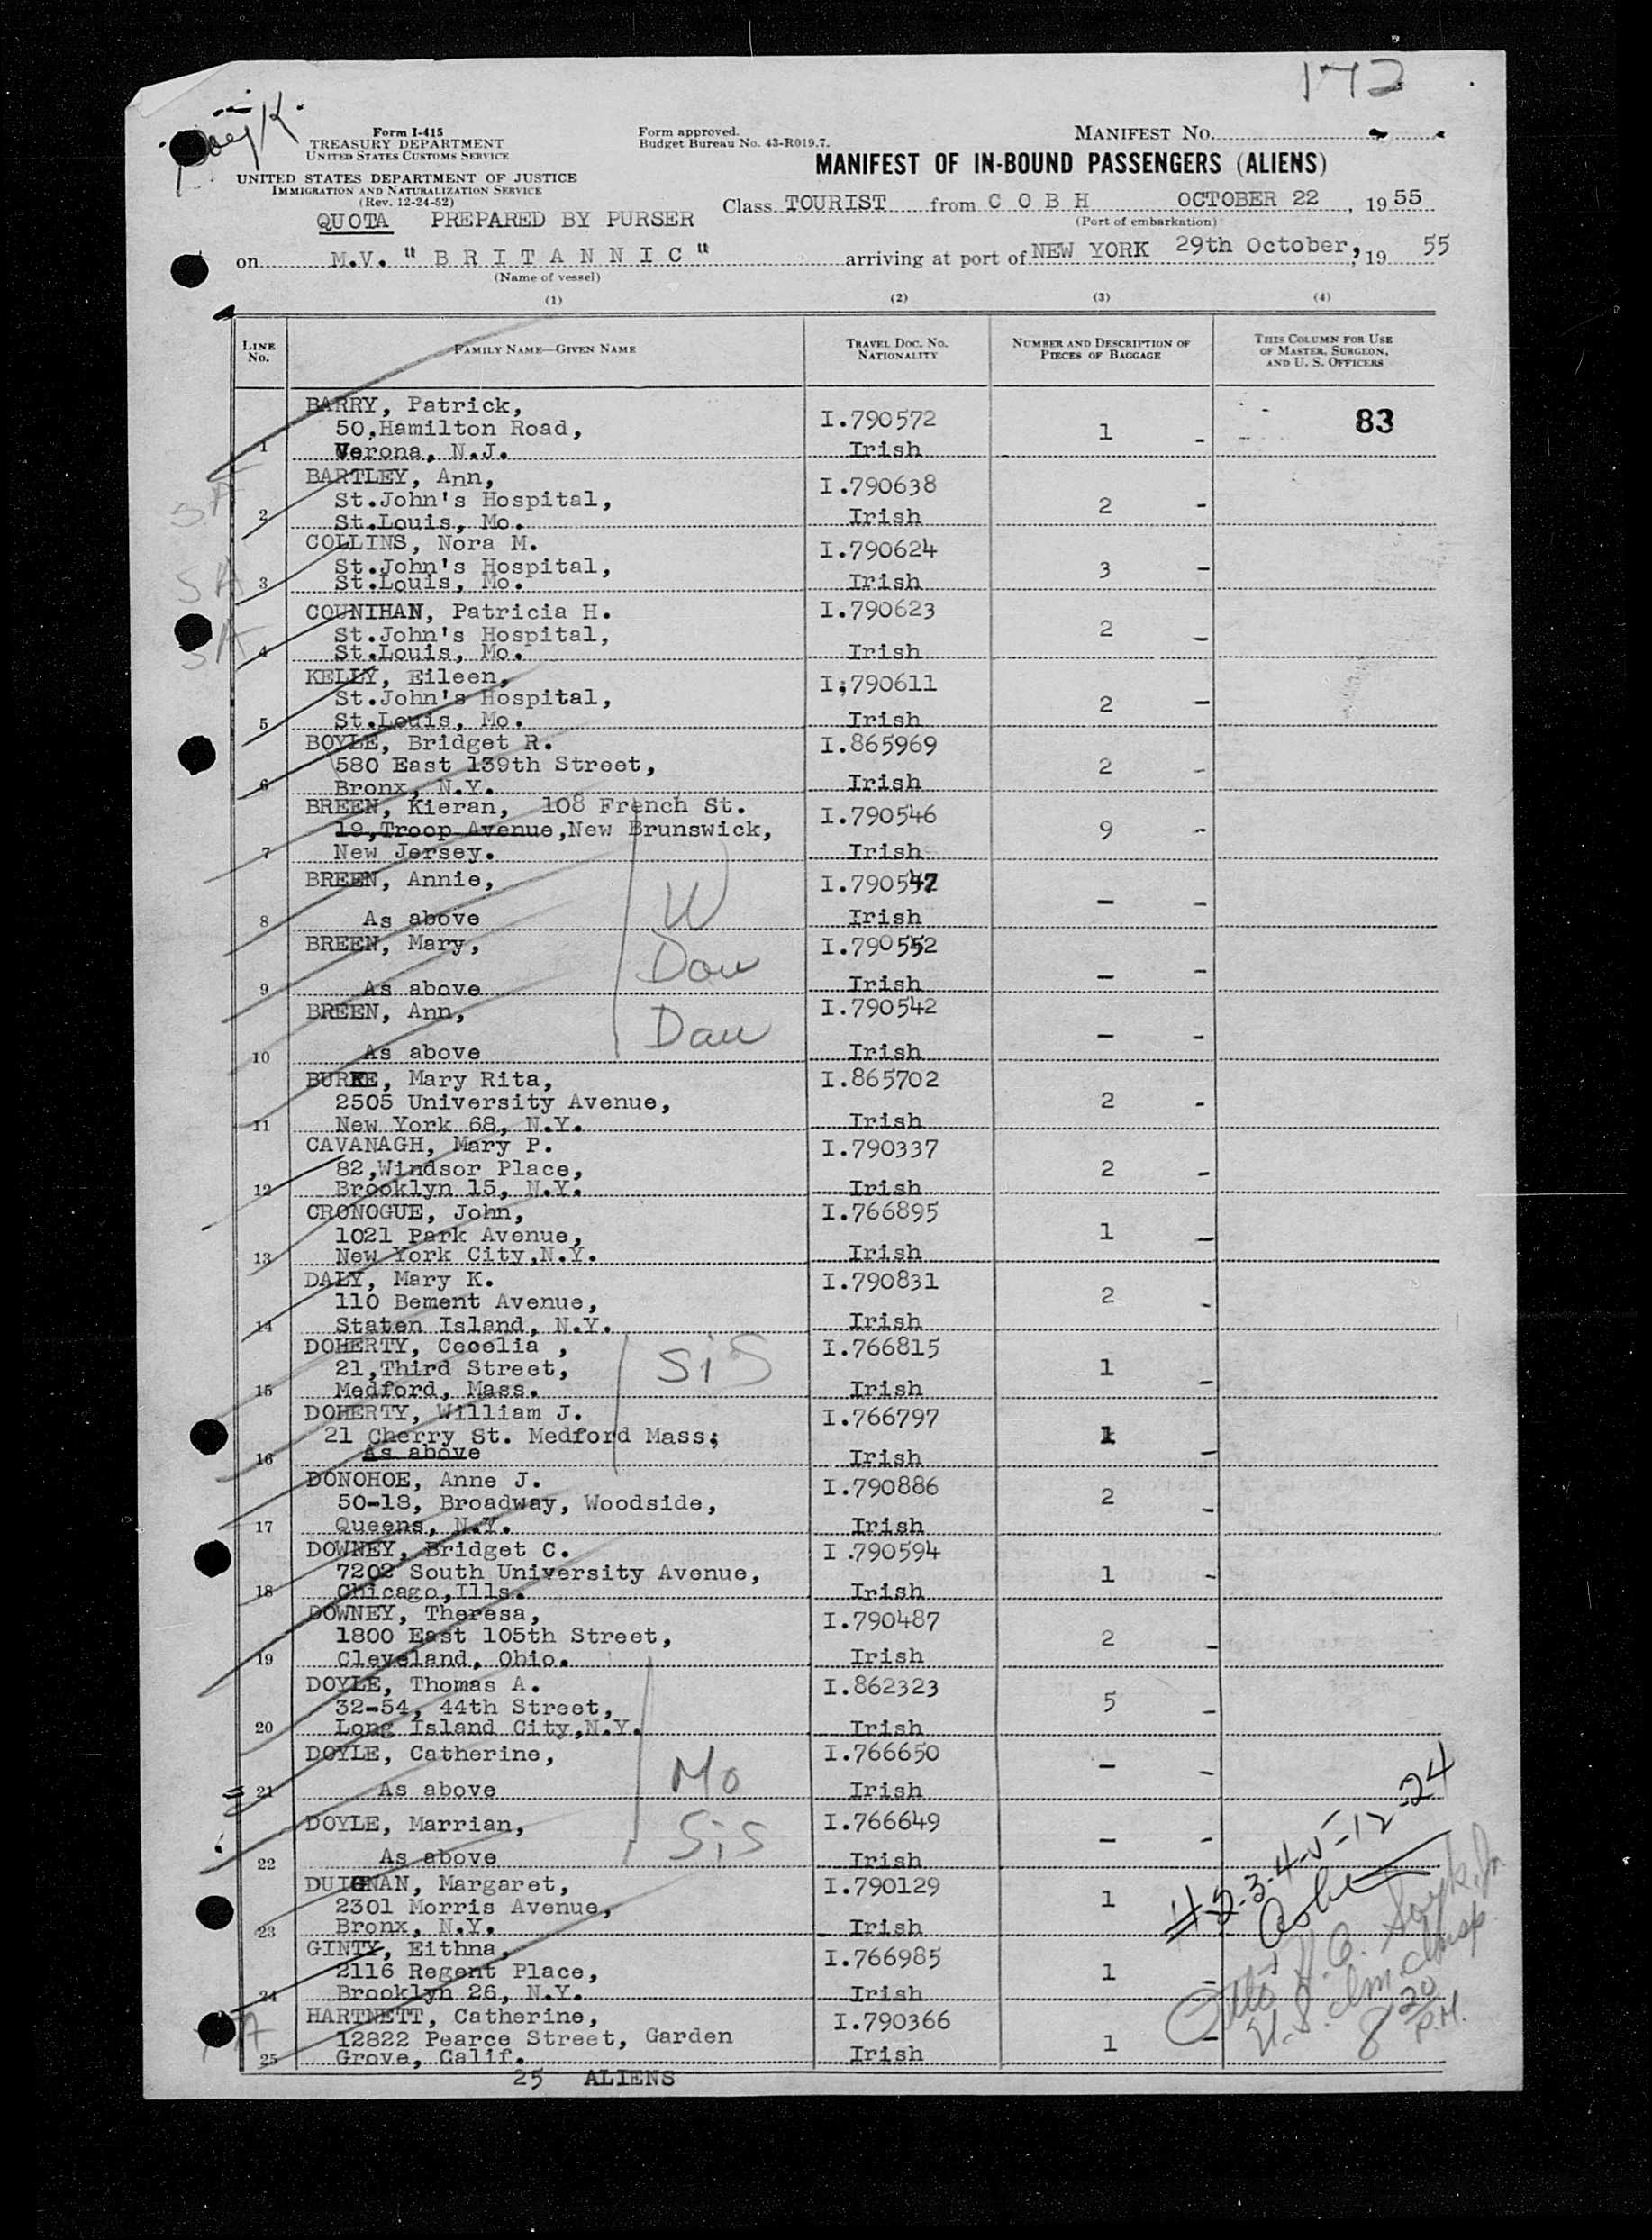 172
Form I-415
TREASURY DEPARTMENT
UNITED STATES CUSTOMS SERVICE
UNITED STATES DEPARTMENT OF JUSTICE
IMMIGRATION AND NATURALIZATION SERVICE
(Rev. 12-24-52)
Form approved.
Budget Bureau No. 43-R019.7.
MANIFEST NO.
MANIFEST OF IN-BOUND PASSENGERS (ALIENS)
QUOTA PREPARED BY PURSER
Class TOURIST from C O B H OCTOBER 22, 1955
(Port of embarkation)
on M.V. "B R I T A N N I C" arriving at port of NEW YORK 29th October, 19 55
(Name of vessel)
(1) (2) (3) (4)
LINE No.
FAMILY NAME—GIVEN NAME
TRAVEL DOC. NO. NATIONALITY
NUMBER AND DESCRIPTION OF PIECES OF BAGGAGE
THIS COLUMN FOR USE OF MASTER, SURGEON, AND U. S. OFFICERS
BARRY, Patrick, I.790572 83
50,Hamilton Road, 1 -
1 Verona, N.J. Irish
BARTLEY, Ann, I.790638
SA St.John's Hospital, 2 -
2 St.Louis, Mo. Irish
COLLINS, Nora M. I.790624
SA St.John's Hospital, 3 -
3 St.Louis, Mo. Irish
COUNIHAN, Patricia H. I.790623
SA St.John's Hospital, 2 -
4 St.Louis, Mo. Irish
KELLY, Eileen, I;790611
St.John's Hospital, 2 -
5 St.Louis, Mo. Irish
BOYLE, Bridget R. I.865969
580 East 139th Street, 2 -
6 Bronx, N.Y. Irish
BREEN, Kieran, 108 French St. I.790546
19,Troop Avenue,New Brunswick, 9 -
7 New Jersey. Irish
BREEN, Annie, I.790547
W - -
8 As above Irish
BREEN, Mary, I.790552
Dau - -
9 As above Irish
BREEN, Ann, I.790542
Dau - -
10 As above Irish
BURKE, Mary Rita, I.865702
2505 University Avenue, 2 -
11 New York 68, N.Y. Irish
CAVANAGH, Mary P. I.790337
82,Windsor Place, 2 -
12 Brooklyn 15, N.Y. Irish
CRONOGUE, John, I.766895
1021 Park Avenue, 1 -
13 New York City,N.Y. Irish
DALY, Mary K. I.790831
110 Bement Avenue, 2 -
14 Staten Island, N.Y. Irish
DOHERTY, Cecelia , SiS I.766815
21,Third Street, 1 -
15 Medford, Mass. Irish
DOHERTY, William J. I.766797
21 Cherry St. Medford Mass; 1 -
16 As above Irish
DONOHOE, Anne J. I.790886
50-18, Broadway, Woodside, 2 -
17 Queens, N.Y. Irish
DOWNEY, Bridget C. I .790594
7202 South University Avenue, 1 -
18 Chicago,Ills. Irish
DOWNEY, Theresa, I.790487
1800 East 105th Street, 2 -
19 Cleveland, Ohio. Irish
DOYLE, Thomas A. I.862323
32-54, 44th Street, 5 -
20 Long Island City,N.Y. Irish
DOYLE, Catherine, I.766650
Mo - -
21 As above Irish
DOYLE, Marrian, I.766649
Sis - -
22 As above Irish
DUIGNAN, Margaret, I.790129
2301 Morris Avenue, 1
23 Bronx, N.Y. Irish
GINTY, Eithna, I.766985
2116 Regent Place, 1 -
24 Brooklyn 26, N.Y. Irish
HARTNETT, Catherine, I.790366
12822 Pearce Street, Garden 1 -
25 Grove, Calif. Irish
25 ALIENS
#2-3-4-5-12-24
8 20 P.M.